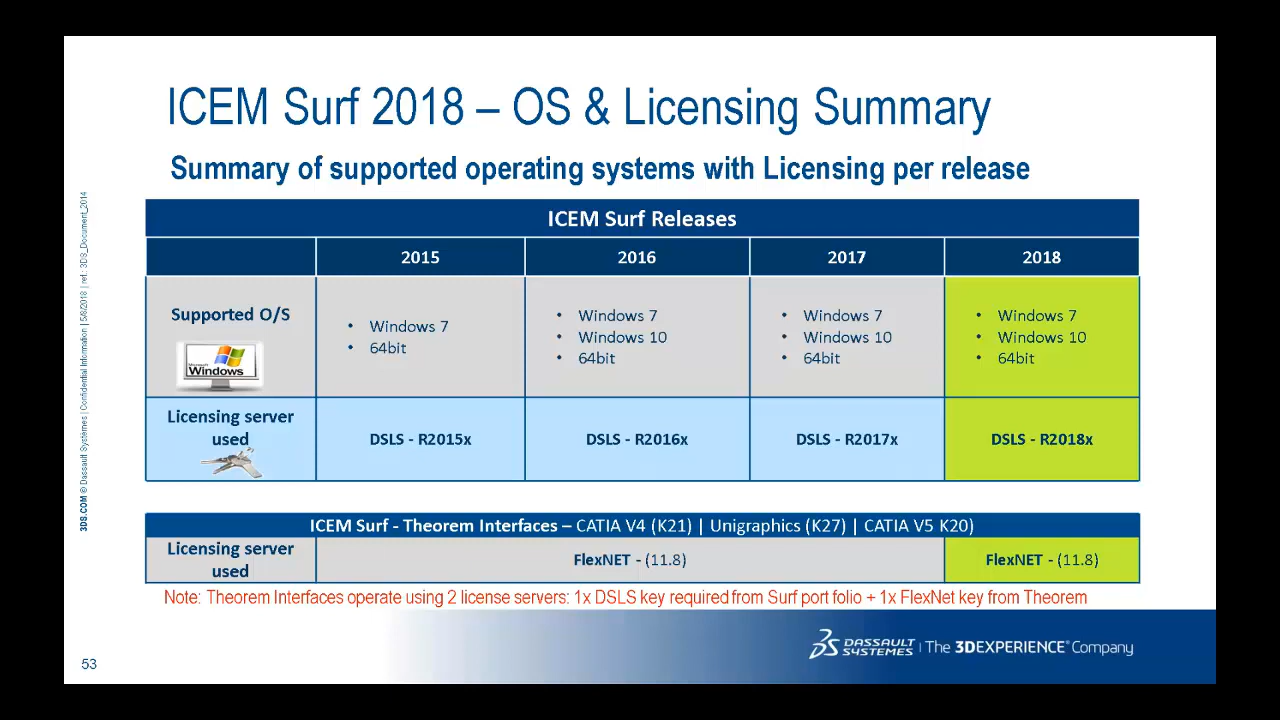 ICEM Surf 2018 – OS & Licensing Summary
Summary of supported operating systems with Licensing per release
ICEM Surf Releases
2015 2016 2017 2018
Supported O/S
Microsoft
Windows
• Windows 7
• 64bit
• Windows 7
• Windows 10
• 64bit
• Windows 7
• Windows 10
• 64bit
• Windows 7
• Windows 10
• 64bit
Licensing server
used
DSLS - R2015x DSLS - R2016x DSLS - R2017x DSLS - R2018x
ICEM Surf - Theorem Interfaces – CATIA V4 (K21) | Unigraphics (K27) | CATIA V5 K20)
Licensing server
used
FlexNET - (11.8) FlexNET - (11.8)
Note: Theorem Interfaces operate using 2 license servers: 1x DSLS key required from Surf port folio + 1x FlexNet key from Theorem
3DS.COM © Dassault Systèmes | Confidential Information | 5/8/2018 | ref.: 3DS_Document_2014
53
3DS DASSAULT SYSTEMES | The 3DEXPERIENCE® Company